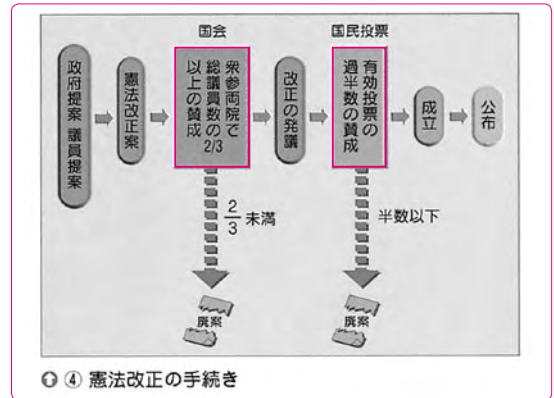 国会
国民投票
政府提案 議員提案
憲法改正案
衆参両院で
総議員数の2/3
以上の賛成
改正の発議
有効投票の
過半数の賛成
成立
公布
2/3 未満
半数以下
廃案
廃案
④ 憲法改正の手続き